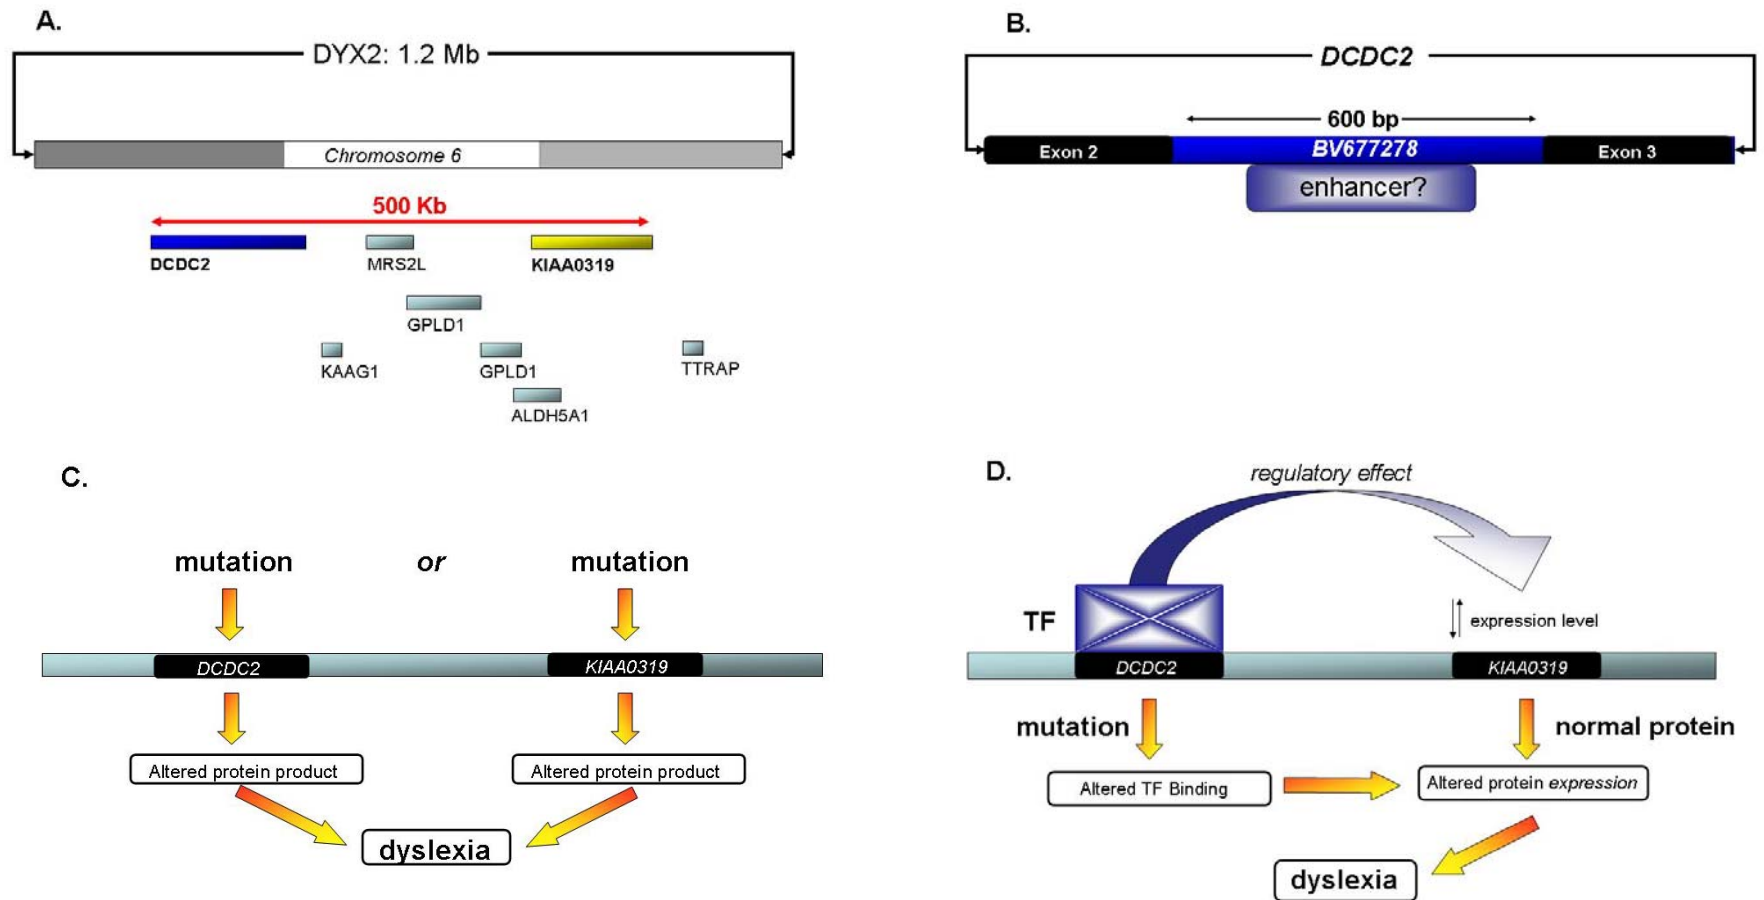 A.
DYX2: 1.2 Mb
Chromosome 6
500 Kb
DCDC2
MRS2L
KIAA0319
GPLD1
KAAG1
GPLD1
TTRAP
ALDH5A1
B.
DCDC2
600 bp
Exon 2
BV677278
Exon 3
enhancer?
C.
mutation or mutation
DCDC2
KIAA0319
Altered protein product
Altered protein product
dyslexia
D.
regulatory effect
TF
expression level
DCDC2
KIAA0319
mutation
normal protein
Altered TF Binding
Altered protein expression
dyslexia